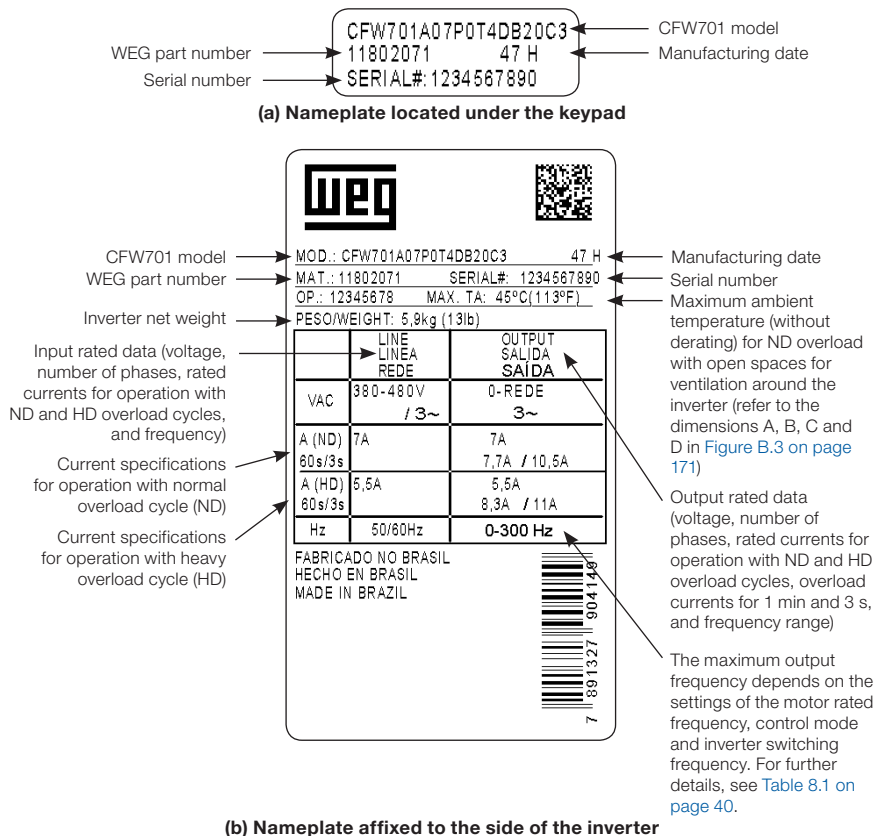 CFW701A07P0T4DB20C3
11802071 47 H
SERIAL#: 1234567890
WEG part number
Serial number
CFW701 model
Manufacturing date
(a) Nameplate located under the keypad
weg
MOD.: CFW701A07P0T4DB20C3 47 H
MAT.: 11802071 SERIAL#: 1234567890
OP.: 12345678 MAX. TA: 45ºC(113ºF)
PESO/WEIGHT: 5,9kg (13lb)
LINE
LINEA
REDE
OUTPUT
SALIDA
SAÍDA
VAC
380-480V
/ 3~
0-REDE
3~
A (ND) 7A 7A
60s/3s 7,7A / 10,5A
A (HD) 5,5A 5,5A
60s/3s 8,3A / 11A
Hz 50/60Hz 0-300 Hz
FABRICADO NO BRASIL
HECHO EN BRASIL
MADE IN BRAZIL
7 891327 904149
CFW701 model
WEG part number
Inverter net weight
Input rated data (voltage,
number of phases, rated
currents for operation with
ND and HD overload cycles,
and frequency)
Current specifications
for operation with normal
overload cycle (ND)
Current specifications
for operation with heavy
overload cycle (HD)
Manufacturing date
Serial number
Maximum ambient
temperature (without
derating) for ND overload
with open spaces for
ventilation around the
inverter (refer to the
dimensions A, B, C and
D in Figure B.3 on page
171)
Output rated data
(voltage, number of
phases, rated currents for
operation with ND and HD
overload cycles, overload
currents for 1 min and 3 s,
and frequency range)
The maximum output
frequency depends on the
settings of the motor rated
frequency, control mode
and inverter switching
frequency. For further
details, see Table 8.1 on
page 40.
(b) Nameplate affixed to the side of the inverter